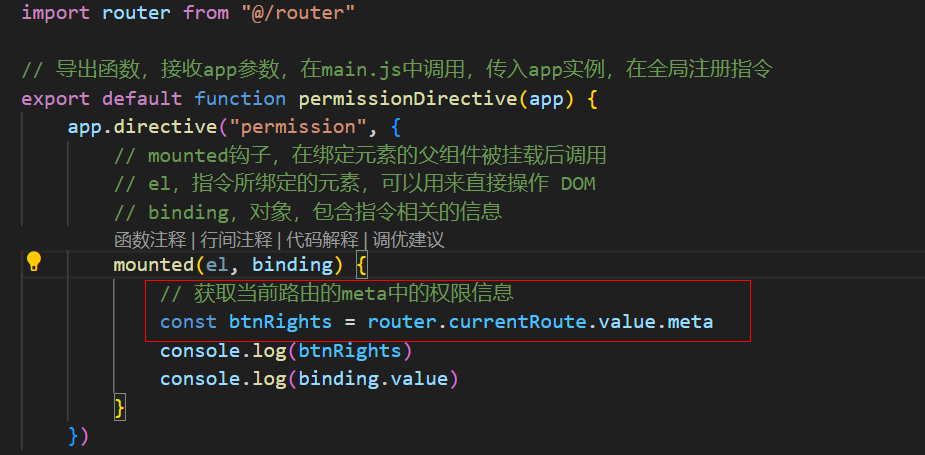 import router from "@/router"
// 导出函数，接收app参数，在main.js中调用，传入app实例，在全局注册指令
export default function permissionDirective(app) {
app.directive("permission", {
// mounted钩子，在绑定元素的父组件被挂载后调用
// el，指令所绑定的元素，可以用来直接操作 DOM
// binding，对象，包含指令相关的信息
函数注释 | 行间注释 | 代码解释 | 调优建议
mounted(el, binding) {
// 获取当前路由的meta中的权限信息
const btnRights = router.currentRoute.value.meta
console.log(btnRights)
console.log(binding.value)
}
})